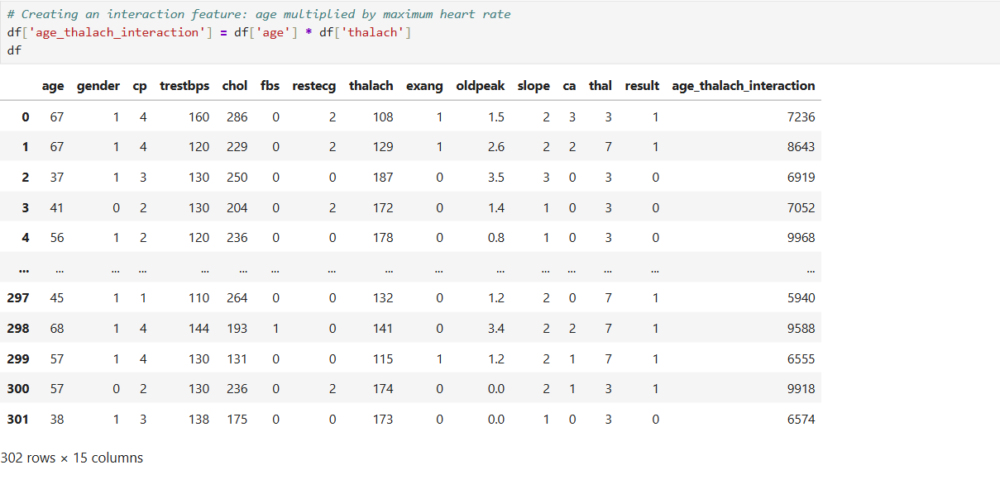 # Creating an interaction feature: age multiplied by maximum heart rate
df['age_thalach_interaction'] = df['age'] * df['thalach']
df
age gender cp trestbps chol fbs restecg thalach exang oldpeak slope ca thal result age_thalach_interaction
0 67 1 4 160 286 0 2 108 1 1.5 2 3 3 1 7236
1 67 1 4 120 229 0 2 129 1 2.6 2 2 7 1 8643
2 37 1 3 130 250 0 0 187 0 3.5 3 0 3 0 6919
3 41 0 2 130 204 0 2 172 0 1.4 1 0 3 0 7052
4 56 1 2 120 236 0 0 178 0 0.8 1 0 3 0 9968
... ... ... ... ... ... ... ... ... ... ... ... ... ... ... ...
297 45 1 1 110 264 0 0 132 0 1.2 2 0 7 1 5940
298 68 1 4 144 193 1 0 141 0 3.4 2 2 7 1 9588
299 57 1 4 130 131 0 0 115 1 1.2 2 1 7 1 6555
300 57 0 2 130 236 0 2 174 0 0.0 2 1 3 1 9918
301 38 1 3 138 175 0 0 173 0 0.0 1 0 3 0 6574
302 rows × 15 columns